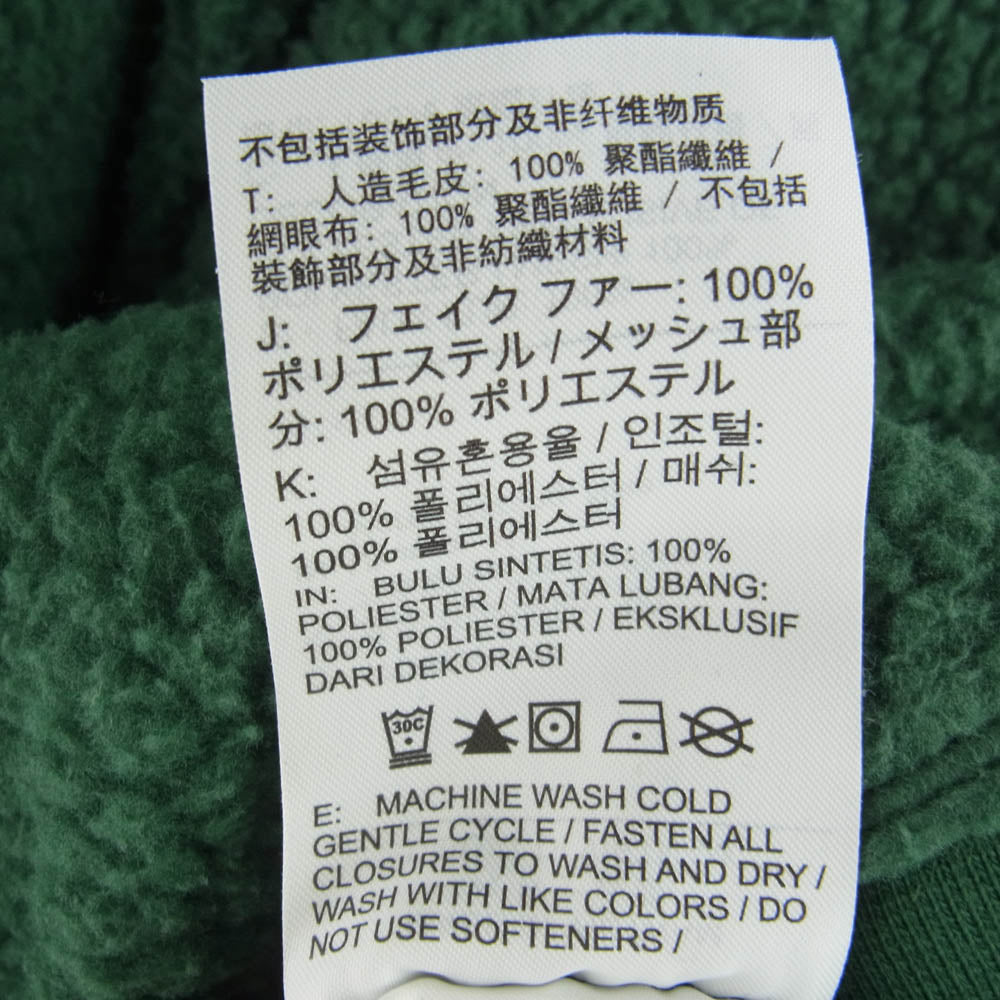 不包括装饰部分及非纤维物质
T: 人造毛皮: 100% 聚酯纖維 /
網眼布: 100% 聚酯纖維 / 不包括
裝飾部分及非紡織材料
J: フェイク ファー: 100%
ポリエステル / メッシュ部
分: 100% ポリエステル
K: 섬유혼용율 / 인조털:
100% 폴리에스터 / 매쉬:
100% 폴리에스터
IN: BULU SINTETIS: 100%
POLIESTER / MATA LUBANG:
100% POLIESTER / EKSKLUSIF
DARI DEKORASI
30C
E: MACHINE WASH COLD
GENTLE CYCLE / FASTEN ALL
CLOSURES TO WASH AND DRY /
WASH WITH LIKE COLORS / DO
NOT USE SOFTENERS /